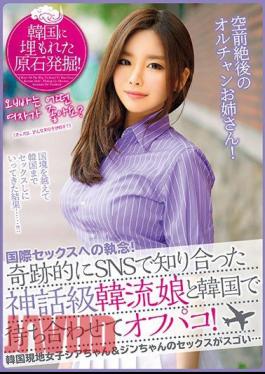 韓国に
埋もれた
原石発掘!
空前絶後の
オルチャンお姉さん!
国境を越えて
韓国まで
セックスしに
いってきた結果……!!
国際セックスへの執念!
奇跡的にSNSで知り合った
神話級韓流娘と韓国で
待ち合わせてオフパコ!
韓国現地女子シアちゃん&ジンちゃんのセックスがスゴい…